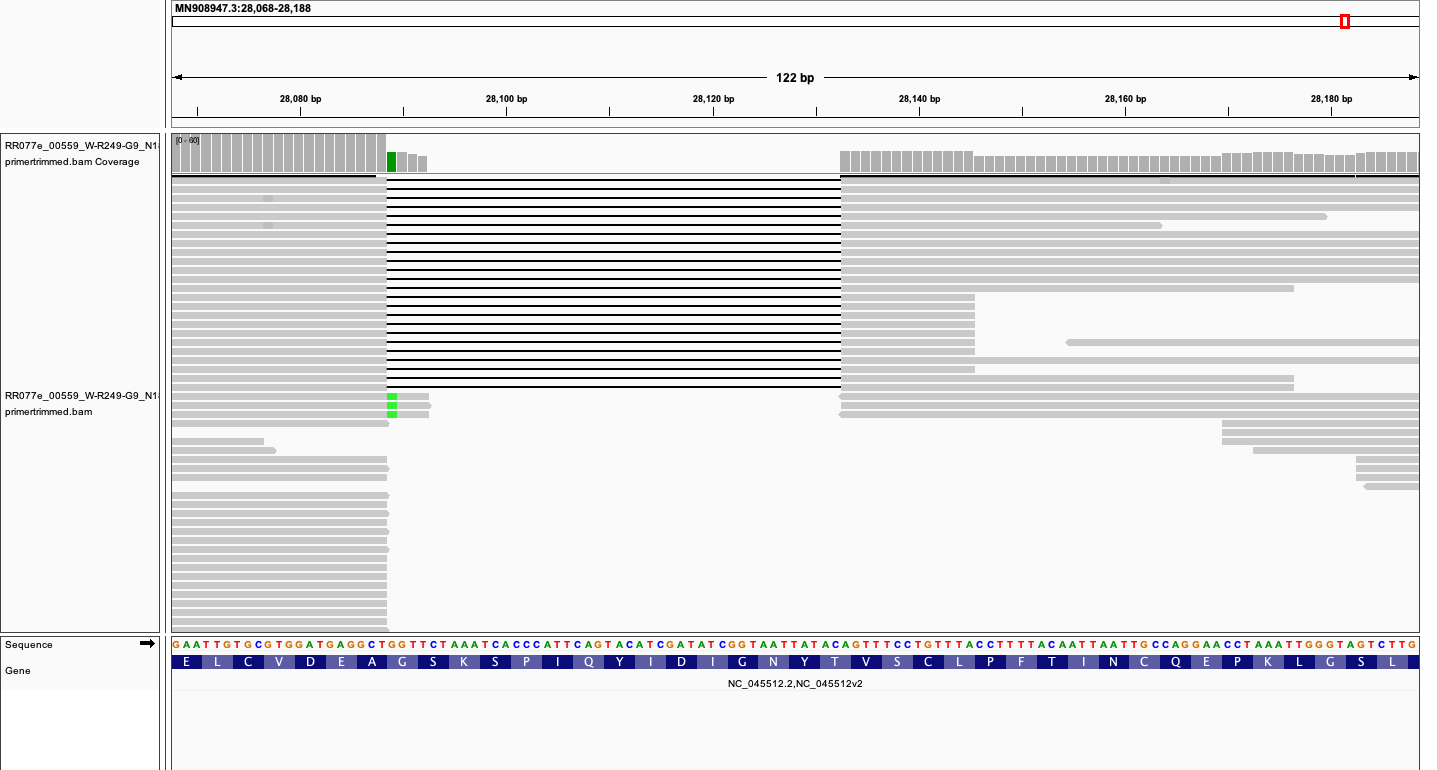 MN908947.3:28,068-28,188
122 bp
28,080 bp 28,100 bp 28,120 bp 28,140 bp 28,160 bp 28,180 bp
RR077e_00559_W-R249-G9_N1
primertrimmed.bam Coverage
[0 - 60]
RR077e_00559_W-R249-G9_N1
primertrimmed.bam
Sequence
GAATTGTGCGTGGATGAGGCTGGTTCTAAATCACCCATTCAGTACATCGATATCGGTAATTATACAGTTTCCTGTTTACCTTTTACAATTAATTGCCAGGAACCTAAATTGGGTAGTCTTG
Gene
E L C V D E A G S K S P I Q Y I D I G N Y T V S C L P F T I N C Q E P K L G S L
NC_045512.2,NC_045512v2